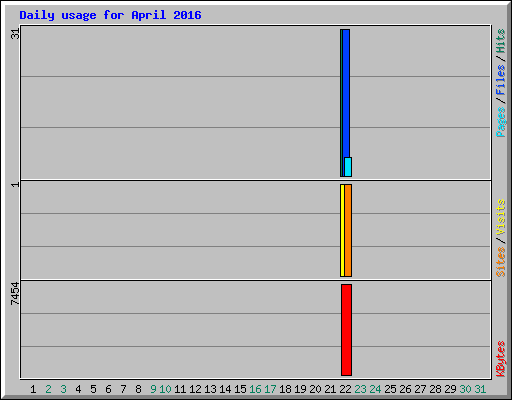 Daily usage for April 2016
31
Pages / Files / Hits
1
Sites / Visits
7454
KBytes
1 2 3 4 5 6 7 8 9 10 11 12 13 14 15 16 17 18 19 20 21 22 23 24 25 26 27 28 29 30 31